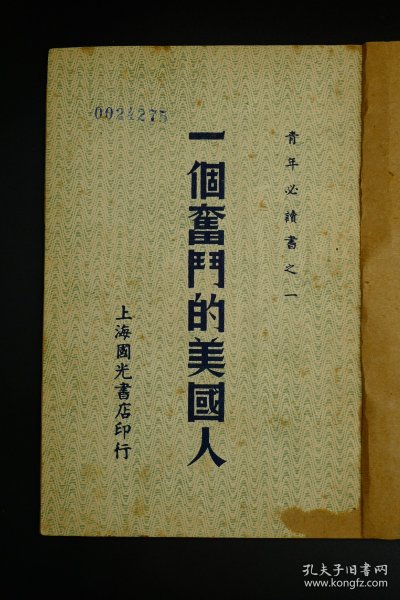 青年必讀書之一
一個奮鬥的美國人
上海國光書店印行
0024275
孔夫子旧书网
www.kongfz.com